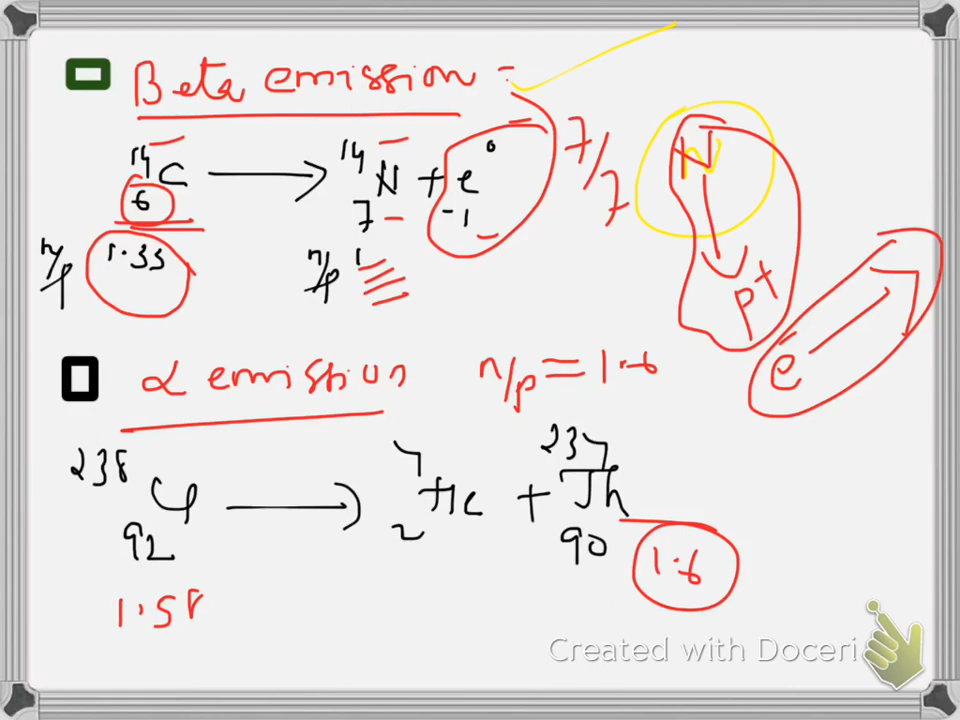 Beta emission :
14 6 C → 14 7 N + e 0 -1
7/7
N
n/p 1.33
n/p 1
p+
e
α emission n/p = 1.6
238 92 U → 4 2 He + 234 90 Th
1.58
1.6
Created with Doceri